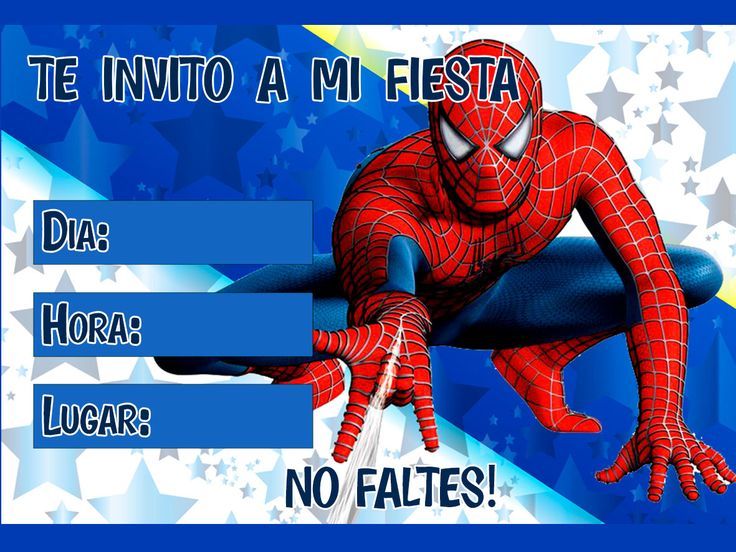 TE INVITO A MI FIESTA
DIA:
HORA:
LUGAR:
NO FALTES!